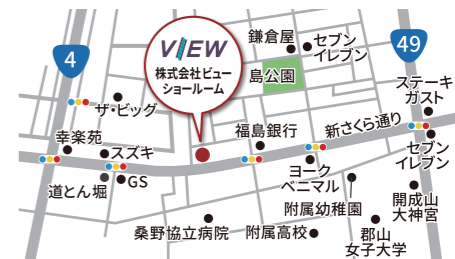 4
VIEW
株式会社ビュー
ショールーム
鎌倉屋
セブン
イレブン
島公園
49
ステーキ
ガスト
ザ・ビッグ
新さくら通り
福島銀行
幸楽苑
スズキ
セブン
イレブン
ヨーク
ベニマル
道とん堀
GS
附属幼稚園
開成山
大神宮
桑野協立病院
附属高校
郡山
女子大学